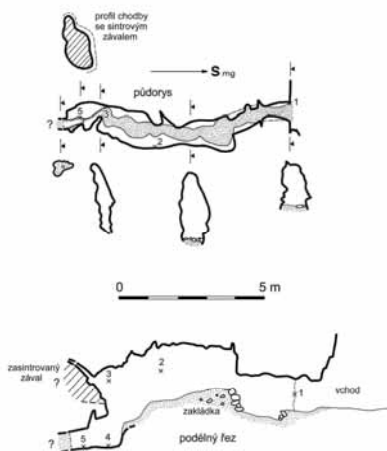 profil chodby
se sintrovým
závalem
S mg
půdorys
1
5
3
?
2
0 5 m
zasintrovaný
zával
?
3
2
1
vchod
zakládka
? 5 4
podélný řez